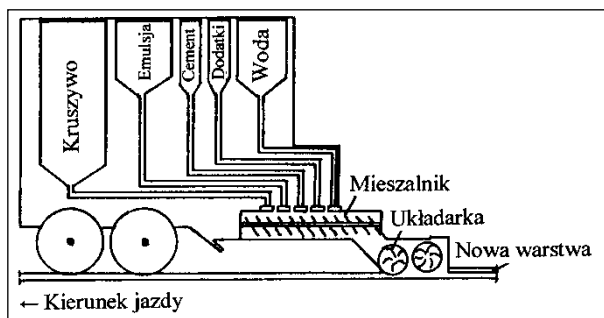 Kruszywo
Emulsja
Cement
Dodatki
Woda
Mieszalnik
Układarka
Nowa warstwa
← Kierunek jazdy